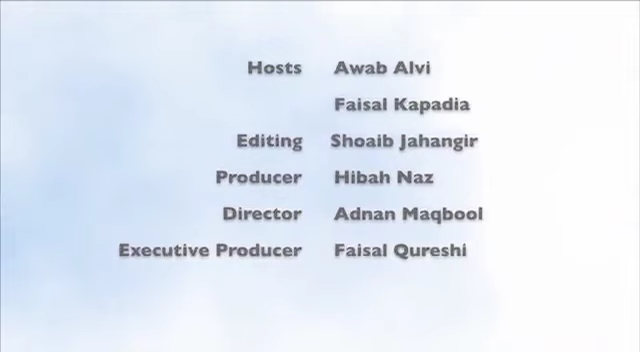 Hosts Awab Alvi
Faisal Kapadia
Editing Shoaib Jahangir
Producer Hibah Naz
Director Adnan Maqbool
Executive Producer Faisal Qureshi